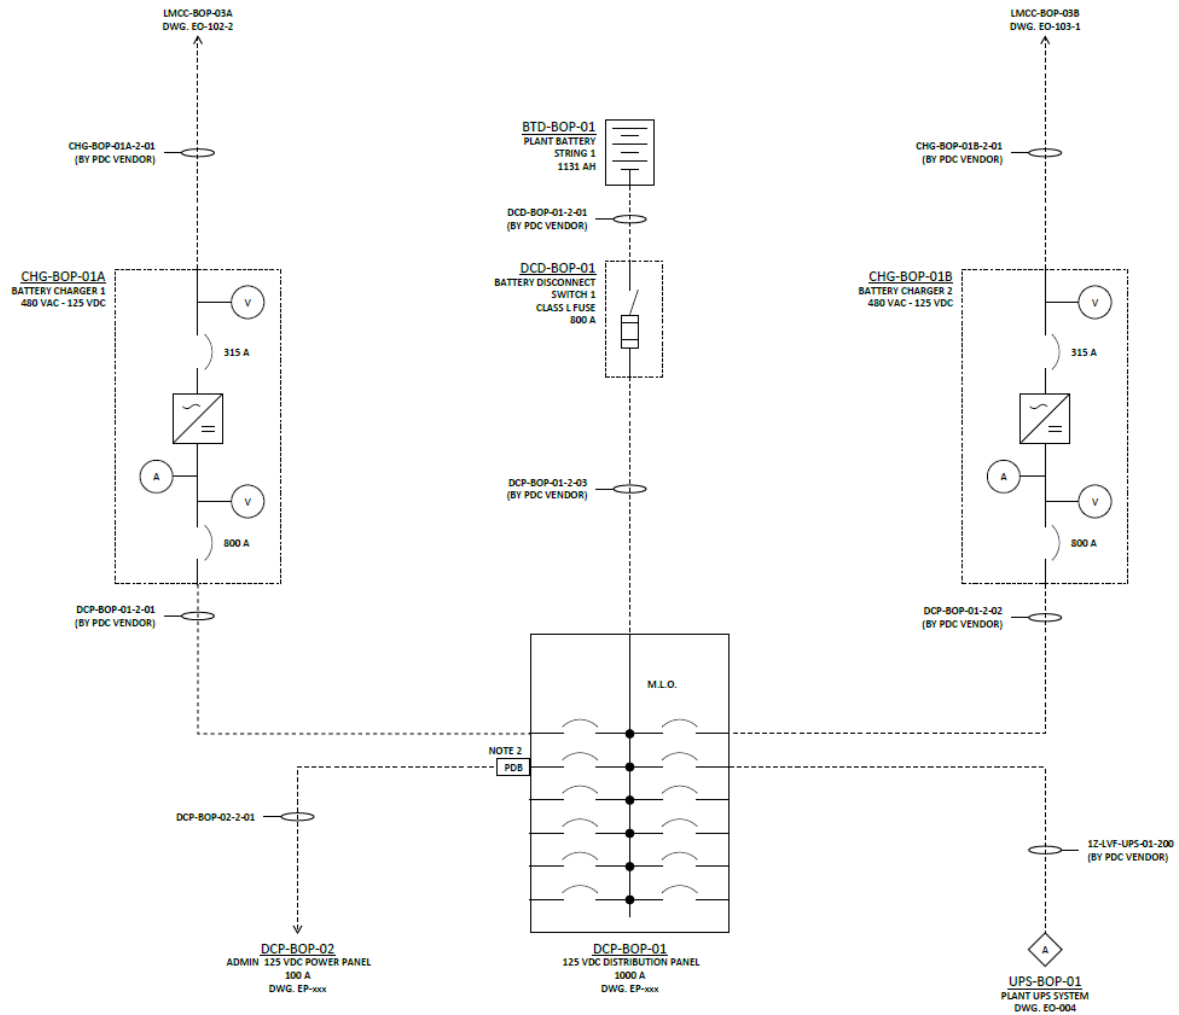 LMCC-BOP-03A
DWG. EO-102-2
LMCC-BOP-03B
DWG. EO-103-1
CHG-BOP-01A-2-01
(BY PDC VENDOR)
BTD-BOP-01
PLANT BATTERY
STRING 1
1131 AH
CHG-BOP-01B-2-01
(BY PDC VENDOR)
DCD-BOP-01-2-01
(BY PDC VENDOR)
CHG-BOP-01A
BATTERY CHARGER 1
480 VAC - 125 VDC
V
315 A
A
V
800 A
DCD-BOP-01
BATTERY DISCONNECT
SWITCH 1
CLASS L FUSE
800 A
CHG-BOP-01B
BATTERY CHARGER 2
480 VAC - 125 VDC
V
315 A
A
V
800 A
DCP-BOP-01-2-03
(BY PDC VENDOR)
DCP-BOP-01-2-01
(BY PDC VENDOR)
DCP-BOP-01-2-02
(BY PDC VENDOR)
M.L.O.
NOTE 2
PDB
DCP-BOP-02-2-01
1Z-LVF-UPS-01-200
(BY PDC VENDOR)
DCP-BOP-02
ADMIN 125 VDC POWER PANEL
100 A
DWG. EP-xxx
DCP-BOP-01
125 VDC DISTRIBUTION PANEL
1000 A
DWG. EP-xxx
A
UPS-BOP-01
PLANT UPS SYSTEM
DWG. EO-004